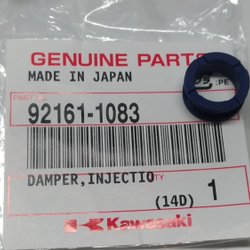 GENUINE PARTS
MADE IN JAPAN
92161-1083
DAMPER,INJECTIO
(14D) 1
Kawasaki